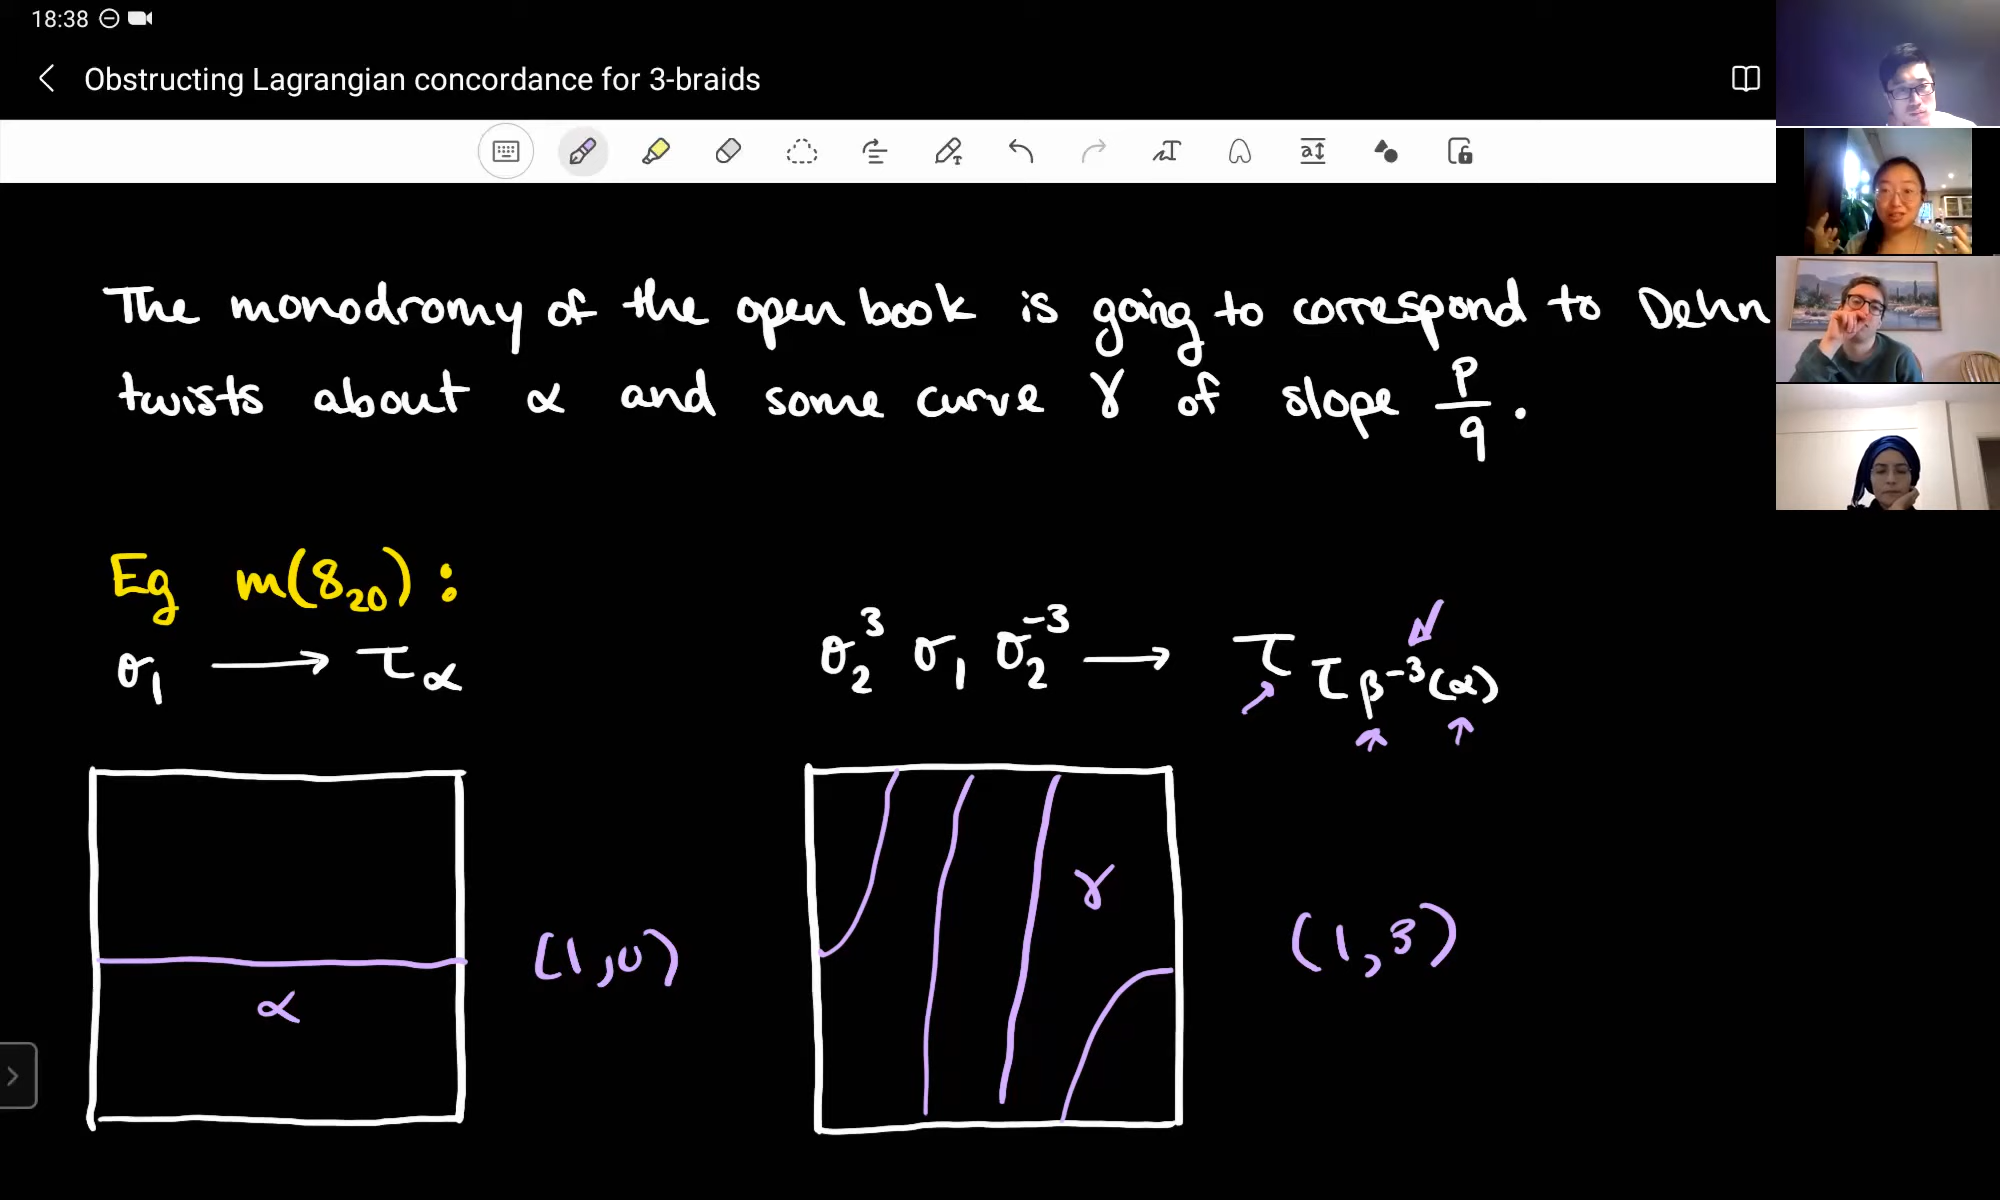 18:38
Obstructing Lagrangian concordance for 3-braids
The monodromy of the open book is going to correspond to Dehn
twists about α and some curve γ of slope p/q.
Eg m(8₂₀) :
σ₁ ⟶ τ_α
σ₂³ σ₁ σ₂⁻³ ⟶ τ τ_β⁻³(α)
α
(1,0)
γ
(1,3)